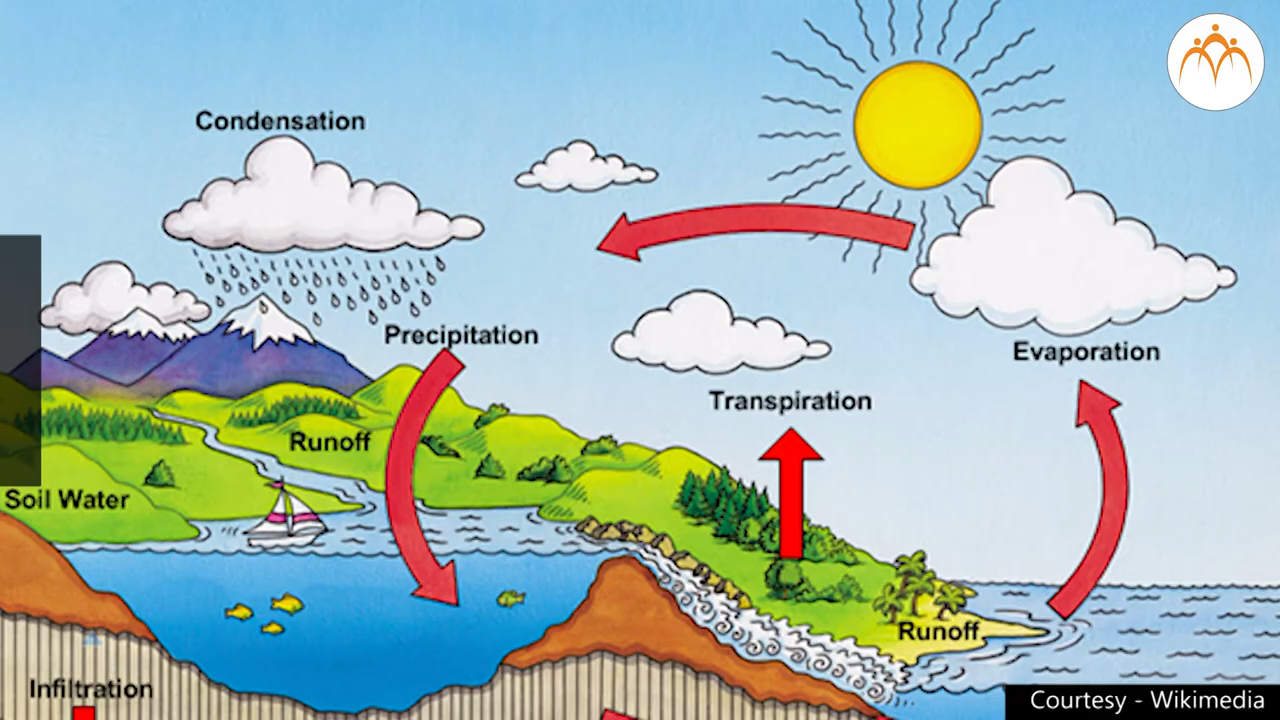 Condensation
Precipitation
Evaporation
Transpiration
Runoff
Soil Water
Runoff
Infiltration
Courtesy - Wikimedia